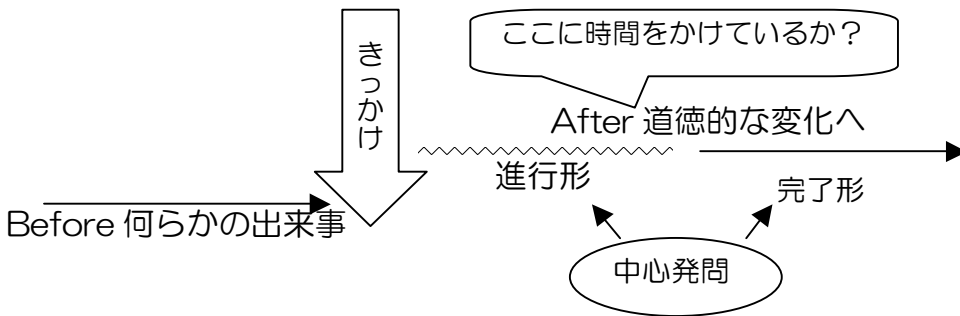 きっかけ
ここに時間をかけているか？
After 道徳的な変化へ
進行形
完了形
Before 何らかの出来事
中心発問